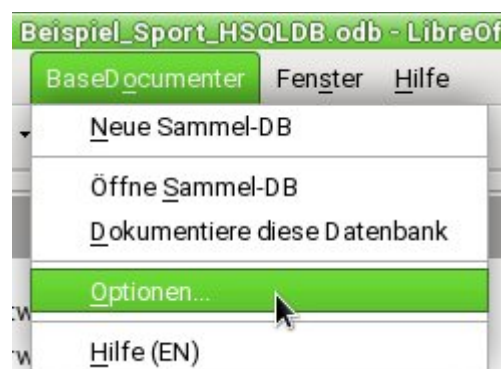 Beispiel_Sport_HSQLDB.odb - LibreOf
BaseDocumenter Fenster Hilfe
Neue Sammel-DB
Öffne Sammel-DB
Dokumentiere diese Datenbank
Optionen...
Hilfe (EN)